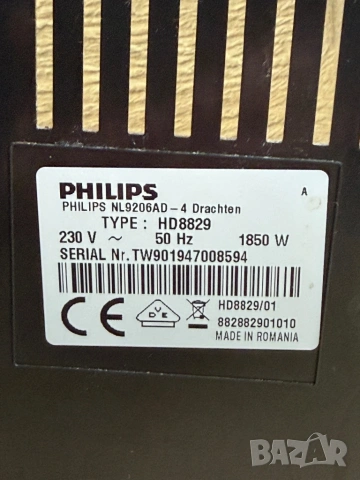 PHILIPS
A
PHILIPS NL9206AD-4 Drachten
TYPE : HD8829
230 V ~ 50 Hz 1850 W
SERIAL Nr.TW901947008594
DVE
HD8829/01
882882901010
MADE IN ROMANIA
CE
BAZAR